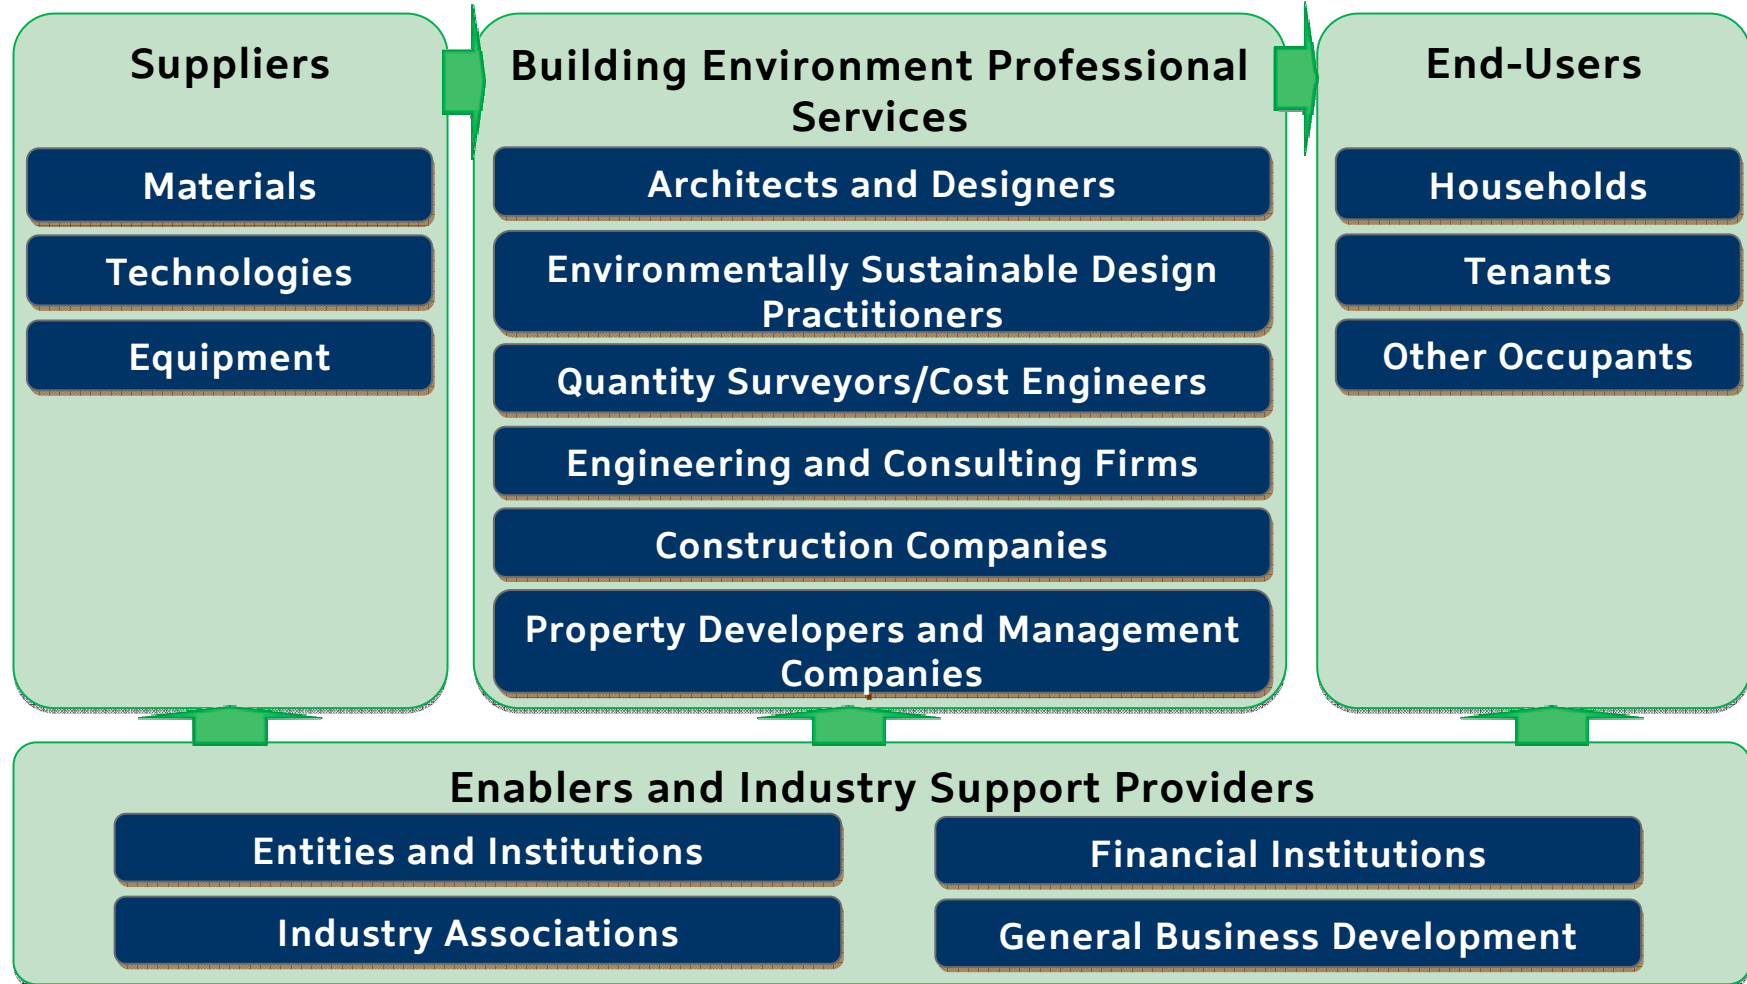 Suppliers
Materials
Technologies
Equipment
Building Environment Professional
Services
Architects and Designers
Environmentally Sustainable Design
Practitioners
Quantity Surveyors/Cost Engineers
Engineering and Consulting Firms
Construction Companies
Property Developers and Management
Companies
End-Users
Households
Tenants
Other Occupants
Enablers and Industry Support Providers
Entities and Institutions
Financial Institutions
Industry Associations
General Business Development